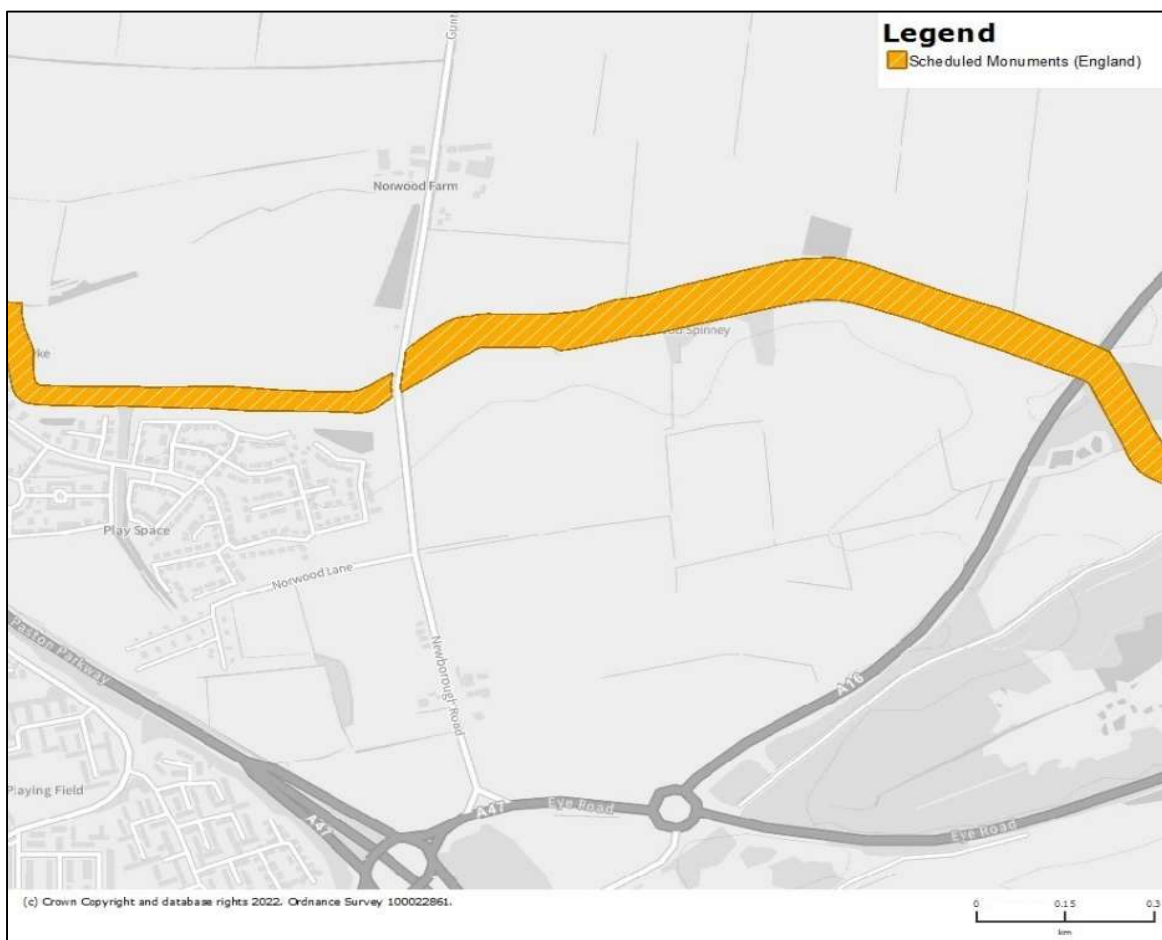 Legend
Scheduled Monuments (England)
Norwood Farm
Spinney
Play Space
Norwood Lane
Paston Parkway
Newborough Road
A16
Playing Field
A47
A47
Eye Road
Eye Road
(c) Crown Copyright and database rights 2022. Ordnance Survey 100022861.
0 0.15 0.3
km